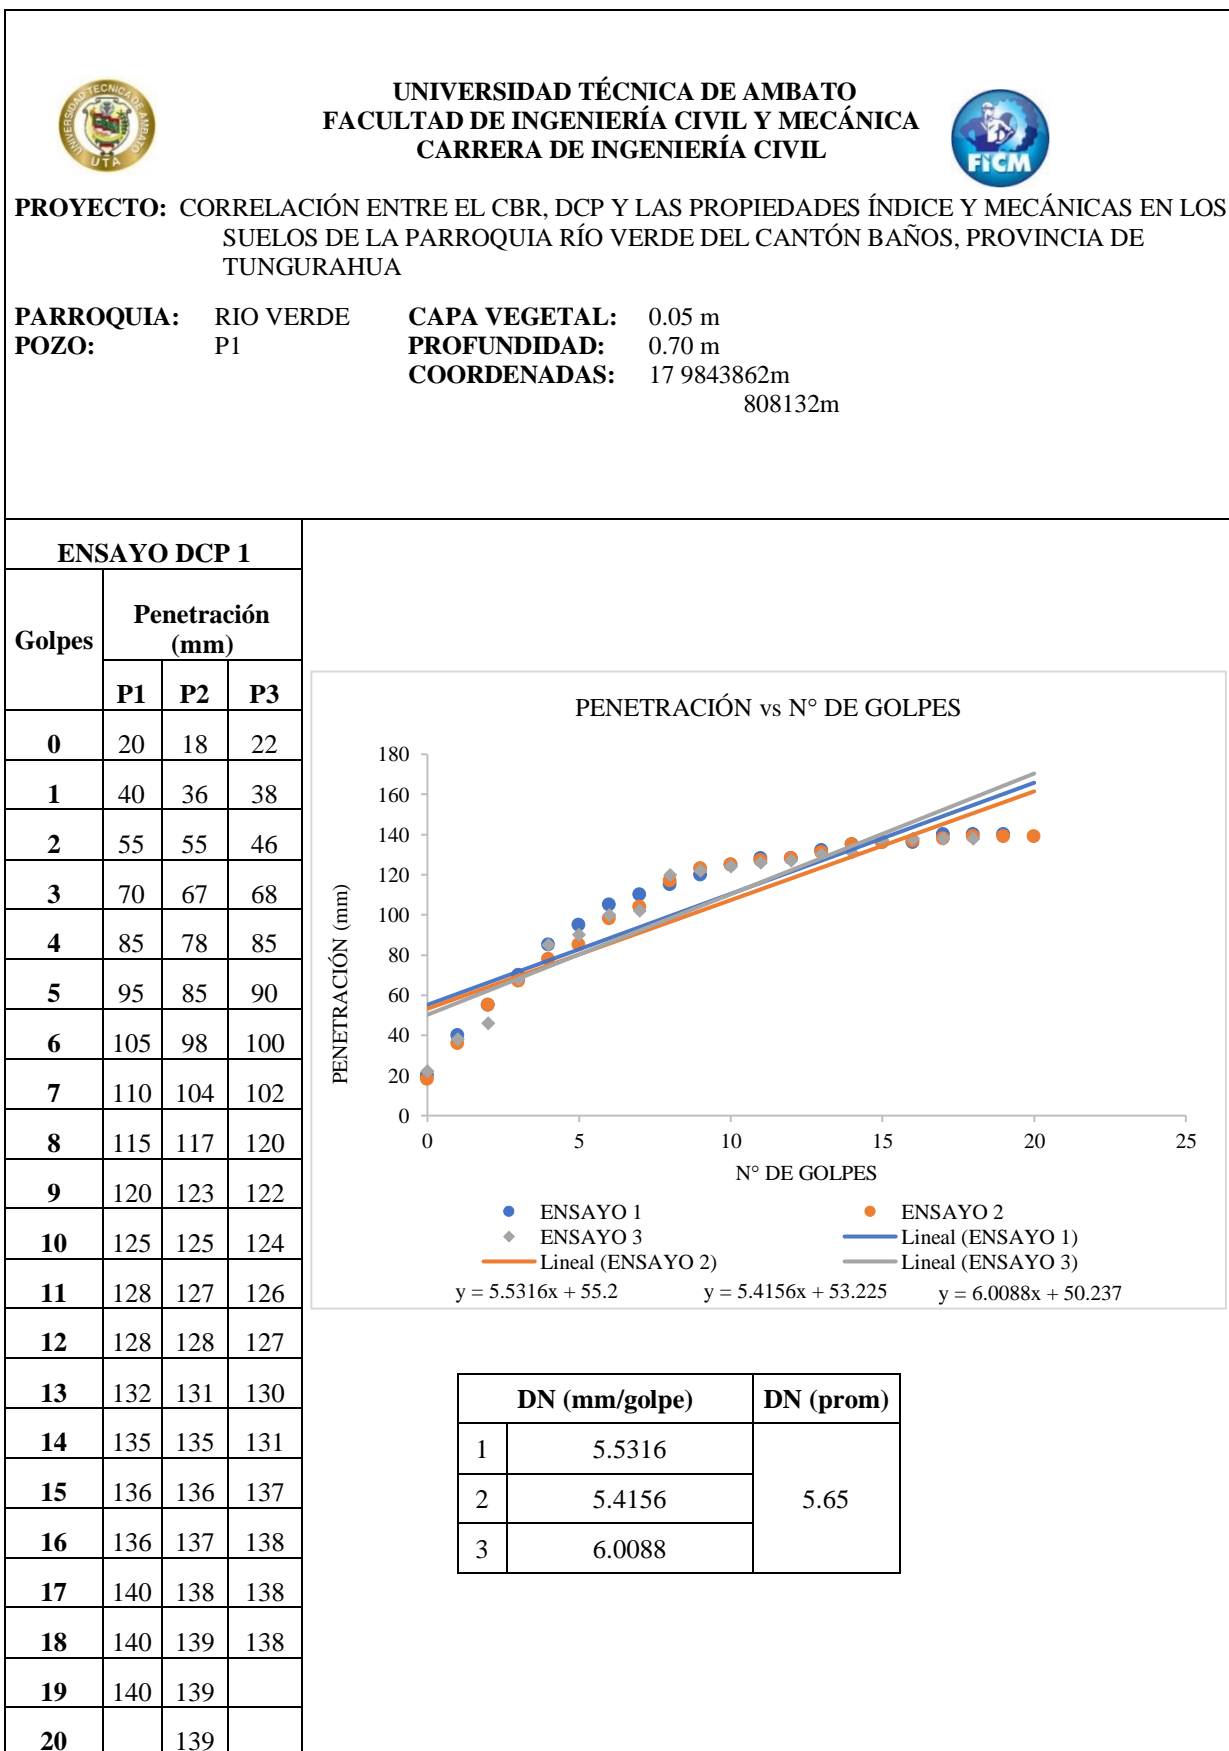 UNIVERSIDAD TÉCNICA DE AMBATO
FACULTAD DE INGENIERÍA CIVIL Y MECÁNICA
CARRERA DE INGENIERÍA CIVIL
UNIVERSIDAD TECNICA DE AMBATO
UTA
FICM
PROYECTO: CORRELACIÓN ENTRE EL CBR, DCP Y LAS PROPIEDADES ÍNDICE Y MECÁNICAS EN LOS
SUELOS DE LA PARROQUIA RÍO VERDE DEL CANTÓN BAÑOS, PROVINCIA DE
TUNGURAHUA
PARROQUIA: RIO VERDE CAPA VEGETAL: 0.05 m
POZO: P1 PROFUNDIDAD: 0.70 m
COORDENADAS: 17 9843862m
808132m
ENSAYO DCP 1
Golpes Penetración
(mm)
P1 P2 P3
0 20 18 22
1 40 36 38
2 55 55 46
3 70 67 68
4 85 78 85
5 95 85 90
6 105 98 100
7 110 104 102
8 115 117 120
9 120 123 122
10 125 125 124
11 128 127 126
12 128 128 127
13 132 131 130
14 135 135 131
15 136 136 137
16 136 137 138
17 140 138 138
18 140 139 138
19 140 139
20 139
PENETRACIÓN vs N° DE GOLPES
PENETRACIÓN (mm)
180
160
140
120
100
80
60
40
20
0
0 5 10 15 20 25
N° DE GOLPES
ENSAYO 1 ENSAYO 2
ENSAYO 3 Lineal (ENSAYO 1)
Lineal (ENSAYO 2) Lineal (ENSAYO 3)
y = 5.5316x + 55.2 y = 5.4156x + 53.225 y = 6.0088x + 50.237
DN (mm/golpe) DN (prom)
1 5.5316
2 5.4156 5.65
3 6.0088